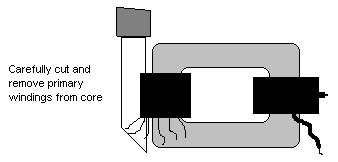 Carefully cut and
remove primary
windings from core